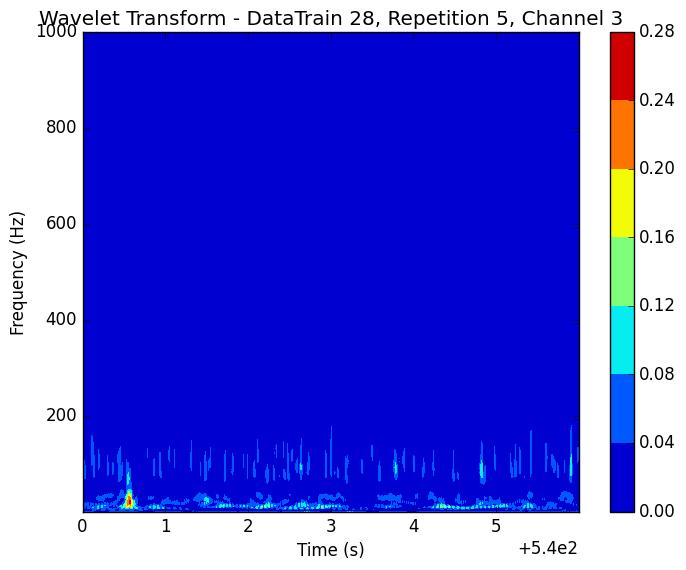 Wavelet Transform - DataTrain 28, Repetition 5, Channel 3
1000
800
600
400
200
Frequency (Hz)
0 1 2 3 4 5
Time (s)
+5.4e2
0.28
0.24
0.20
0.16
0.12
0.08
0.04
0.00